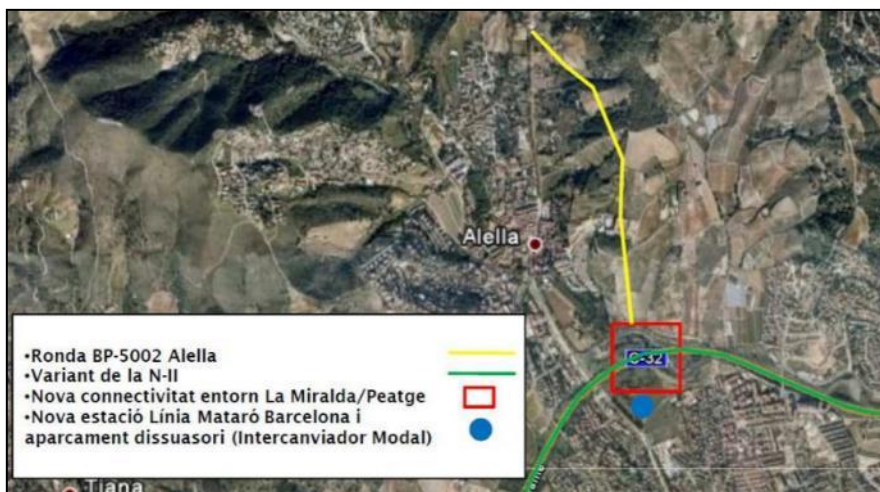 Alella
C-32
•Ronda BP-5002 Alella
•Variant de la N-II
•Nova connectivitat entorn La Miralda/Peatge
•Nova estació Línia Mataró Barcelona i
aparcament dissuasori (Intercanviador Modal)
Tiana